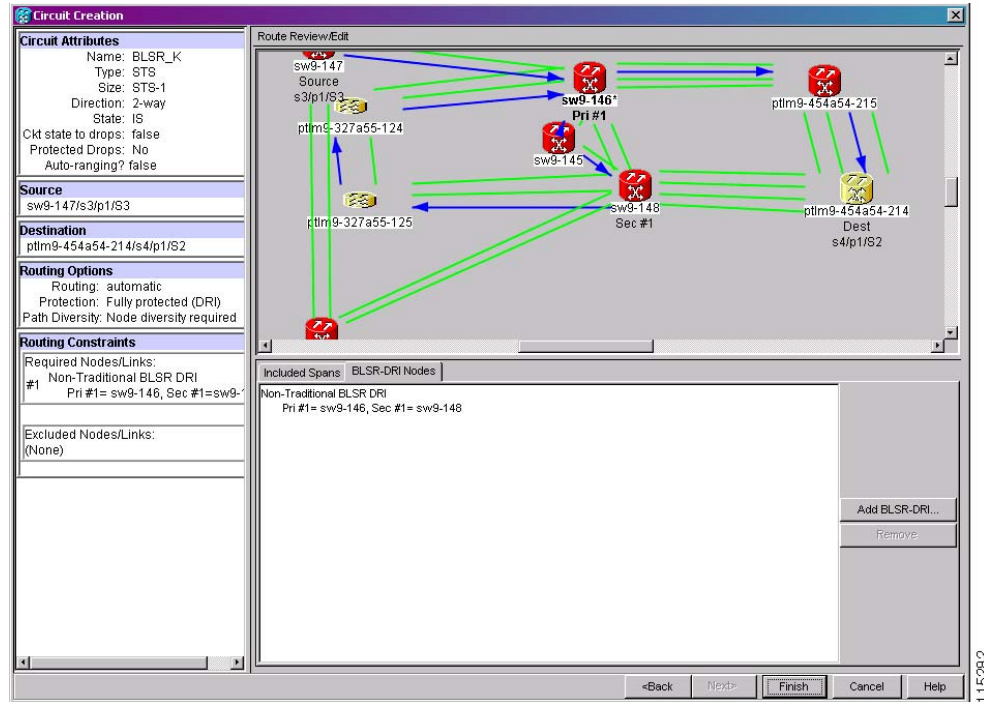 Circuit Creation
Circuit Attributes
Name: BLSR_K
Type: STS
Size: STS-1
Direction: 2-way
State: IS
Ckt state to drops: false
Protected Drops: No
Auto-ranging? false
Source
sw9-147/s3/p1/S3
Destination
ptlm9-454a54-214/s4/p1/S2
Routing Options
Routing: automatic
Protection: Fully protected (DRI)
Path Diversity: Node diversity required
Routing Constraints
Required Nodes/Links:
#1 Non-Traditional BLSR DRI
Pri #1= sw9-146, Sec #1=sw9-1
Excluded Nodes/Links:
(None)
Route Review/Edit
sw9-147
Source
s3/p1/S3
ptlm9-327a55-124
sw9-146*
Pri #1
ptlm9-454a54-215
sw9-145
ptlm9-327a55-125
sw9-148
Sec #1
ptlm9-454a54-214
Dest
s4/p1/S2
Included Spans
BLSR-DRI Nodes
Non-Traditional BLSR DRI
Pri #1= sw9-146, Sec #1= sw9-148
Add BLSR-DRI...
Remove
<Back
Next>
Finish
Cancel
Help
115292